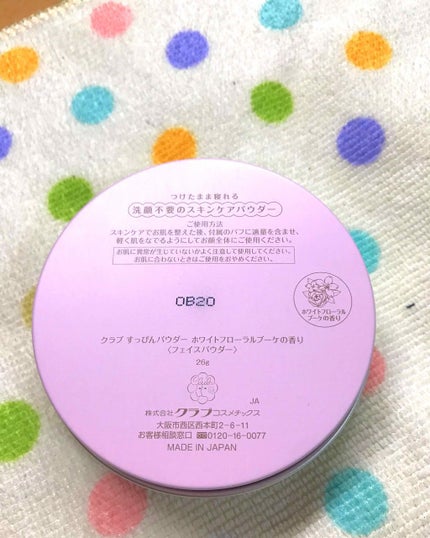 つけたまま寝れる
洗顔不要のスキンケアパウダー
ご使用方法
スキンケアでお肌を整えた後、付属のパフに適量を含ませ、
軽く肌をなでるようにしてお顔全体にご使用ください。
お肌に異常が生じていないかよく注意して使用してください。
お肌に合わないときはご使用をおやめください。
OB20
ホワイトフローラル
ブーケの香り
クラブ すっぴんパウダー ホワイトフローラルブーケの香り
〈フェイスパウダー〉
26g
JA
株式会社 クラブコスメチックス
大阪市西区西本町2-6-11
お客様相談窓口 0120-16-0077
MADE IN JAPAN